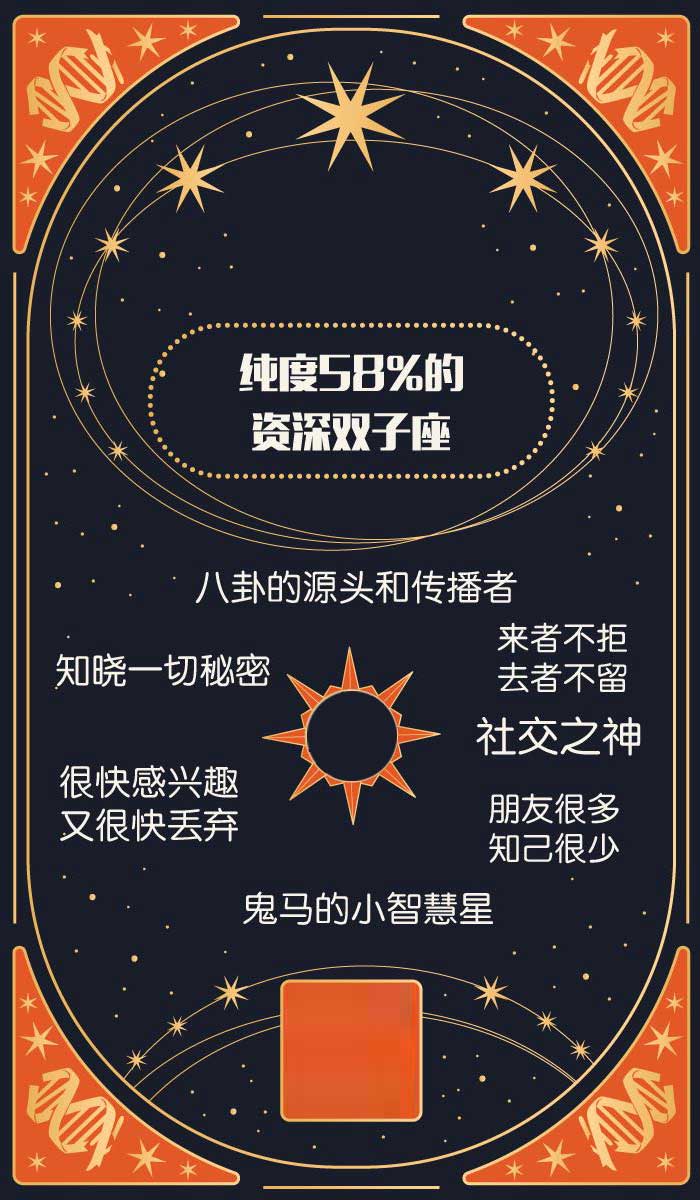 纯度58%的
资深双子座
八卦的源头和传播者
知晓一切秘密
来者不拒
去者不留
社交之神
很快感兴趣
又很快丢弃
朋友很多
知己很少
鬼马的小智慧星